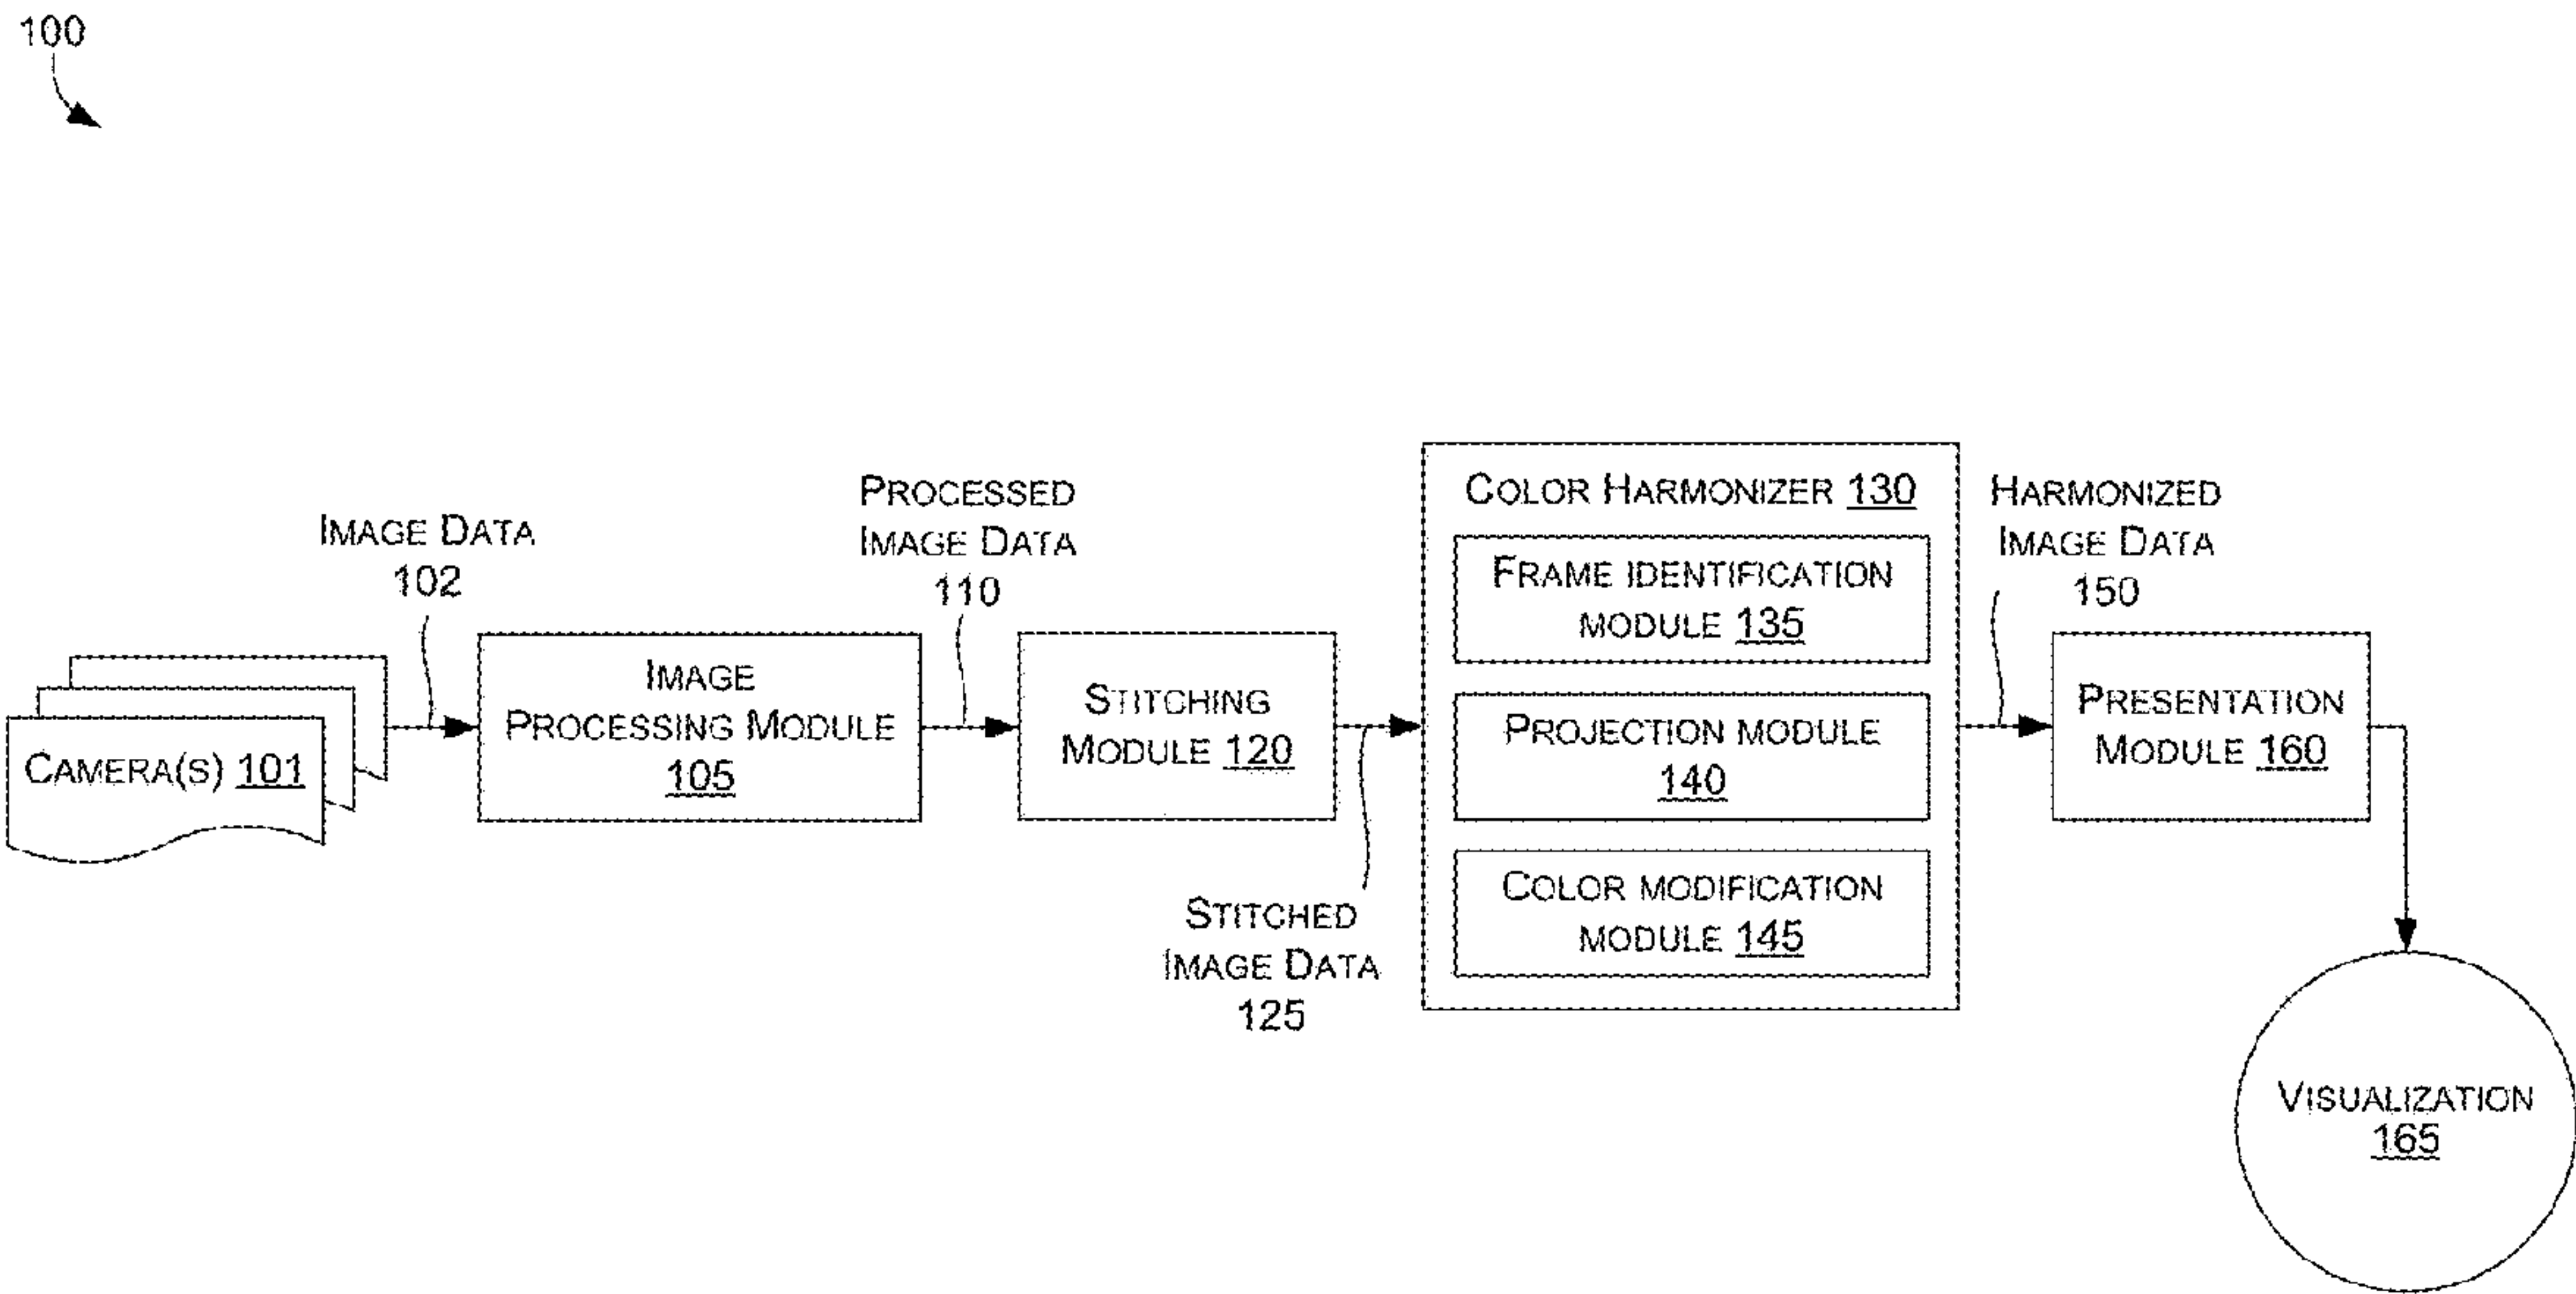 100
IMAGE DATA
102
PROCESSED
IMAGE DATA
110
CAMERA(S) 101
IMAGE
PROCESSING MODULE
105
STITCHING
MODULE 120
STITCHED
IMAGE DATA
125
COLOR HARMONIZER 130
FRAME IDENTIFICATION
MODULE 135
PROJECTION MODULE
140
COLOR MODIFICATION
MODULE 145
HARMONIZED
IMAGE DATA
150
PRESENTATION
MODULE 160
VISUALIZATION
165